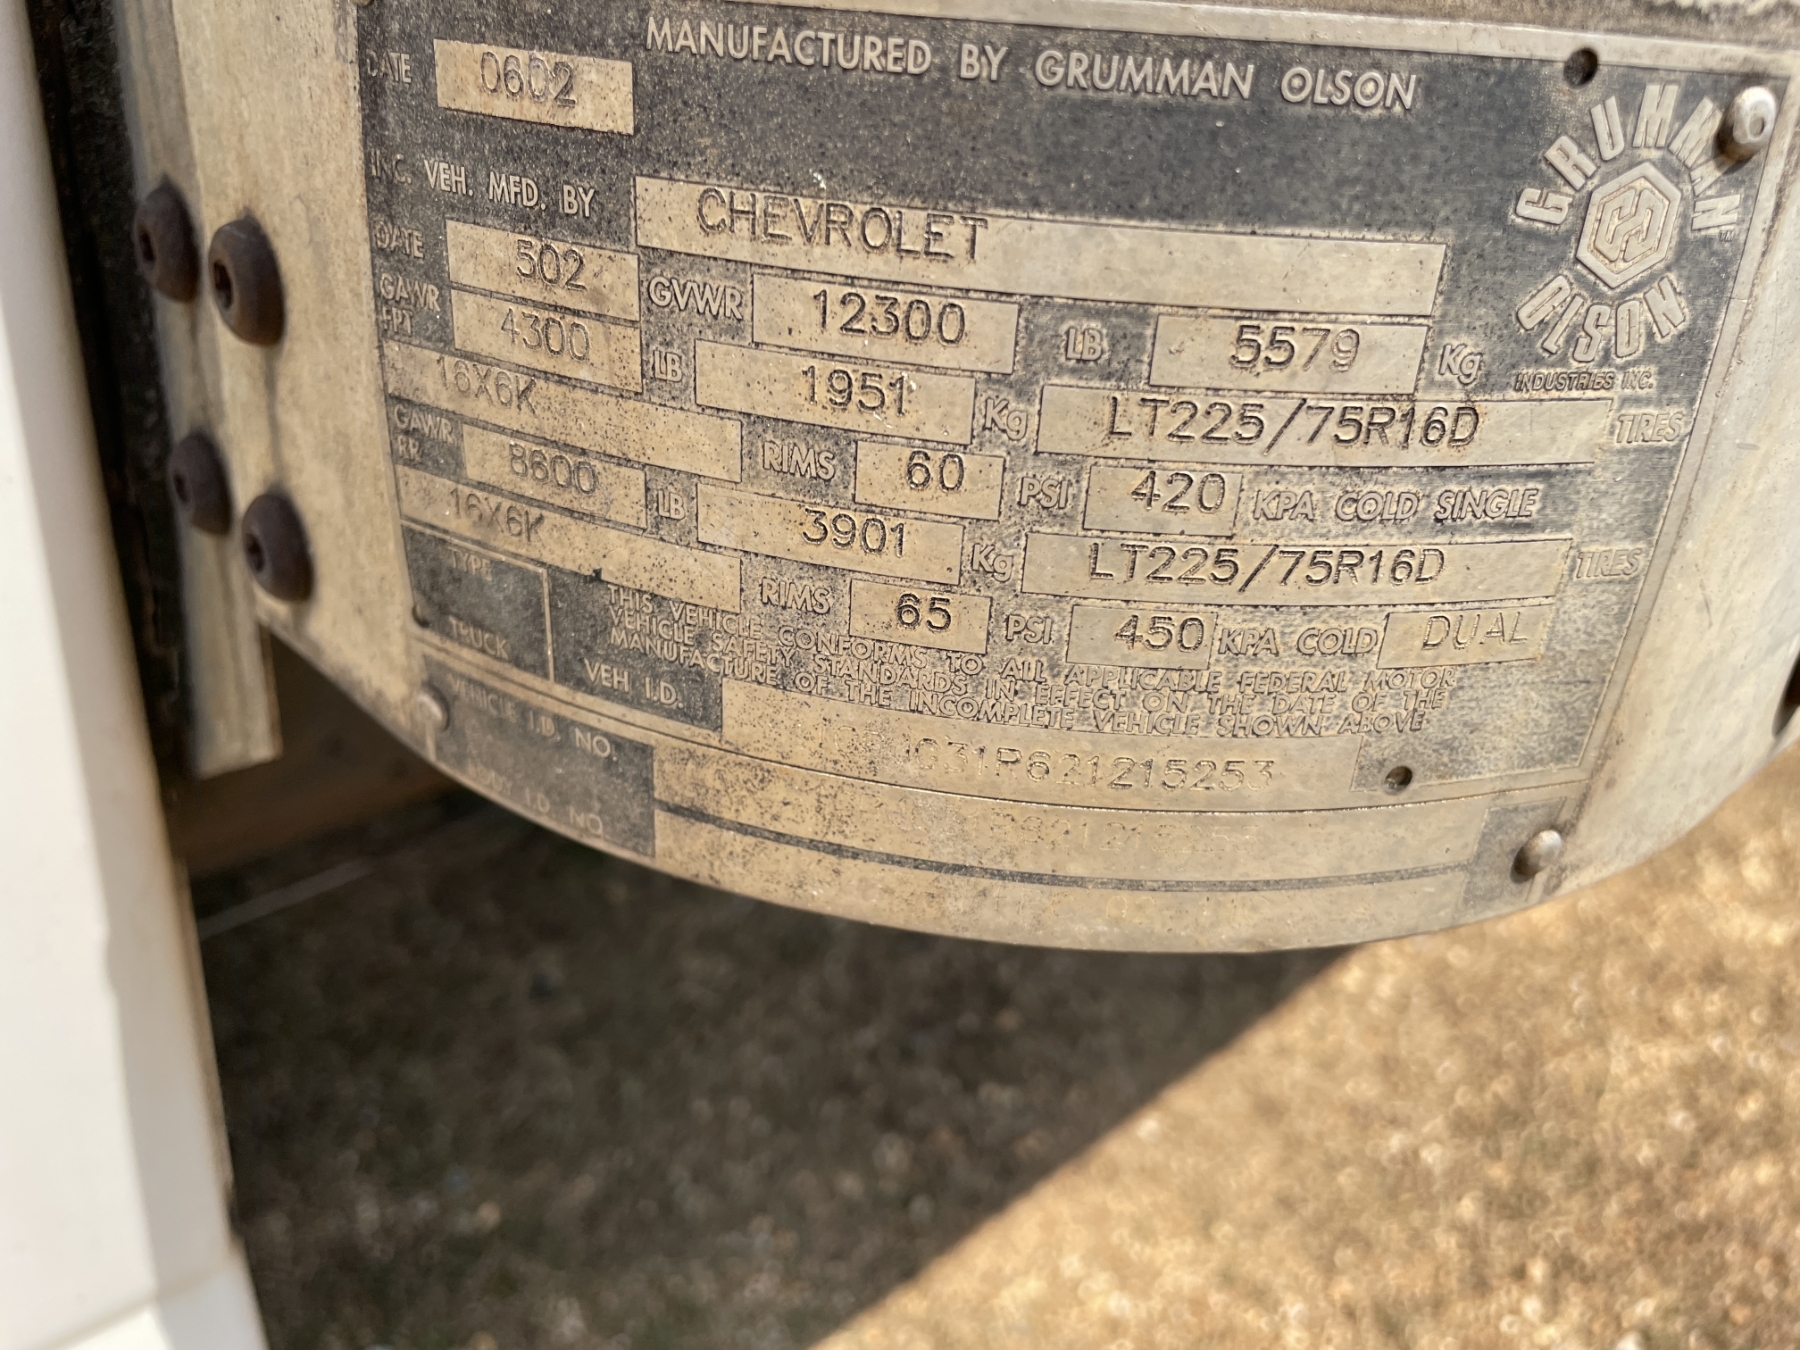 MANUFACTURED BY GRUMMAN OLSON
DATE 0602
INC. VEH. MFD. BY CHEVROLET
DATE 502 GVWR 12300 LB 5579 Kg
GAWR FRT 4300 LB 1951 Kg LT225/75R16D TIRES
16X6K RIMS 60 PSI 420 KPA COLD SINGLE
GAWR RR 8600 LB 3901 Kg LT225/75R16D TIRES
16X6K RIMS 65 PSI 450 KPA COLD DUAL
TYPE TRUCK
THIS VEHICLE CONFORMS TO ALL APPLICABLE FEDERAL MOTOR
VEHICLE SAFETY STANDARDS IN EFFECT ON THE DATE OF THE
MANUFACTURE OF THE INCOMPLETE VEHICLE SHOWN ABOVE
VEH I.D.
VEHICLE I.D. NO.
I.D. NO.
GRUMMAN OLSON
INDUSTRIES INC.